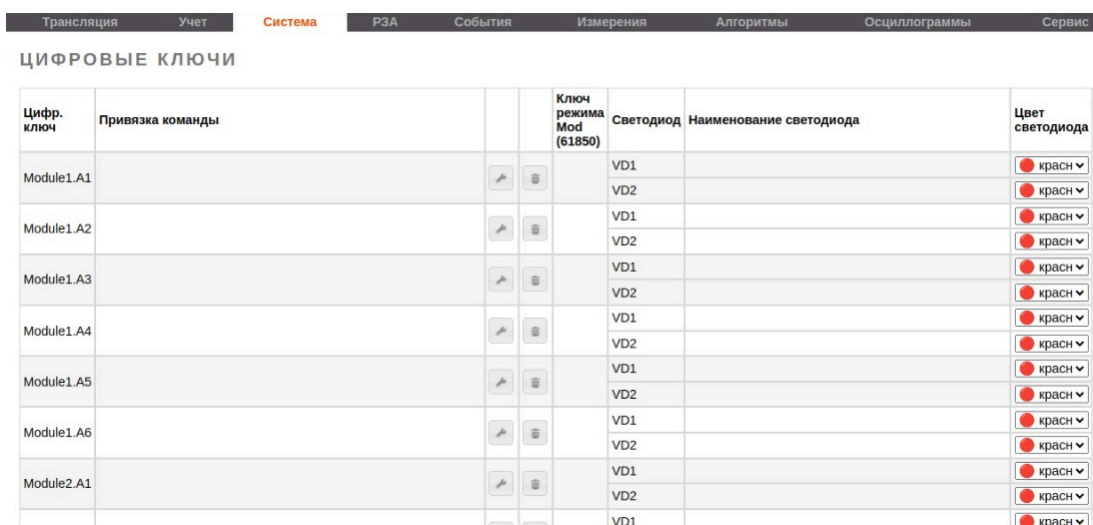 Трансляция Учет Система РЗА События Измерения Алгоритмы Осциллограммы Сервис
ЦИФРОВЫЕ КЛЮЧИ
Цифр. ключ Привязка команды Ключ режима Mod (61850) Светодиод Наименование светодиода Цвет светодиода
Module1.A1 VD1 красн
VD2 красн
Module1.A2 VD1 красн
VD2 красн
Module1.A3 VD1 красн
VD2 красн
Module1.A4 VD1 красн
VD2 красн
Module1.A5 VD1 красн
VD2 красн
Module1.A6 VD1 красн
VD2 красн
Module2.A1 VD1 красн
VD2 красн
VD1 красн